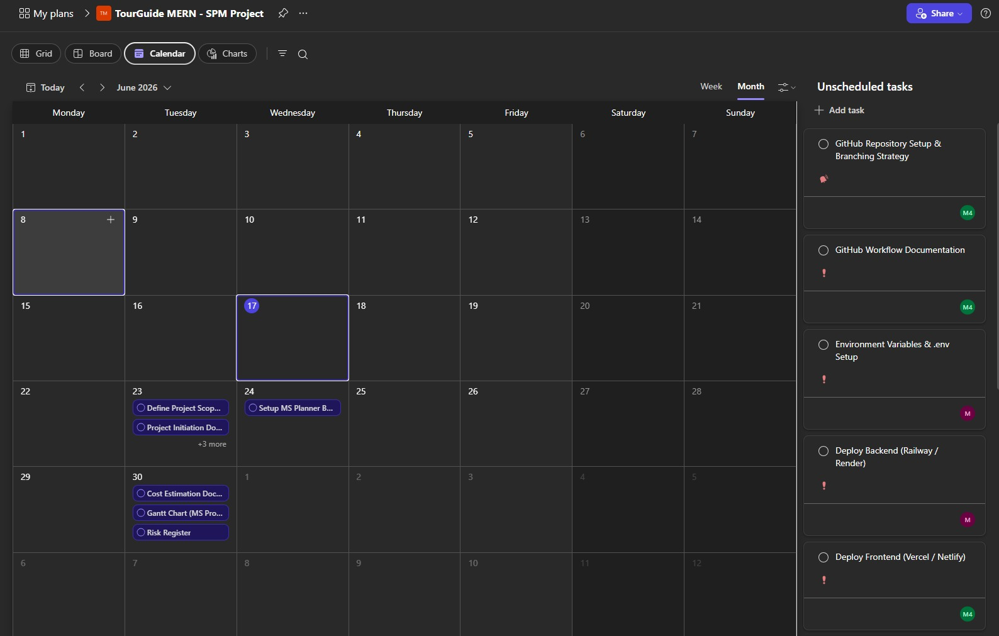 My plans
TM
TourGuide MERN - SPM Project
Share
Grid
Board
Calendar
Charts
Today
June 2026
Week
Month
Monday
Tuesday
Wednesday
Thursday
Friday
Saturday
Sunday
1
2
3
4
5
6
7
8
9
10
11
12
13
14
15
16
17
18
19
20
21
22
23
Define Project Scop...
Project Initiation Do...
+3 more
24
Setup MS Planner B...
25
26
27
28
29
30
Cost Estimation Doc...
Gantt Chart (MS Pro...
Risk Register
1
2
3
4
5
6
7
8
9
10
11
12
Unscheduled tasks
Add task
GitHub Repository Setup &
Branching Strategy
M4
GitHub Workflow Documentation
M4
Environment Variables & .env
Setup
M
Deploy Backend (Railway /
Render)
M
Deploy Frontend (Vercel / Netlify)
M4